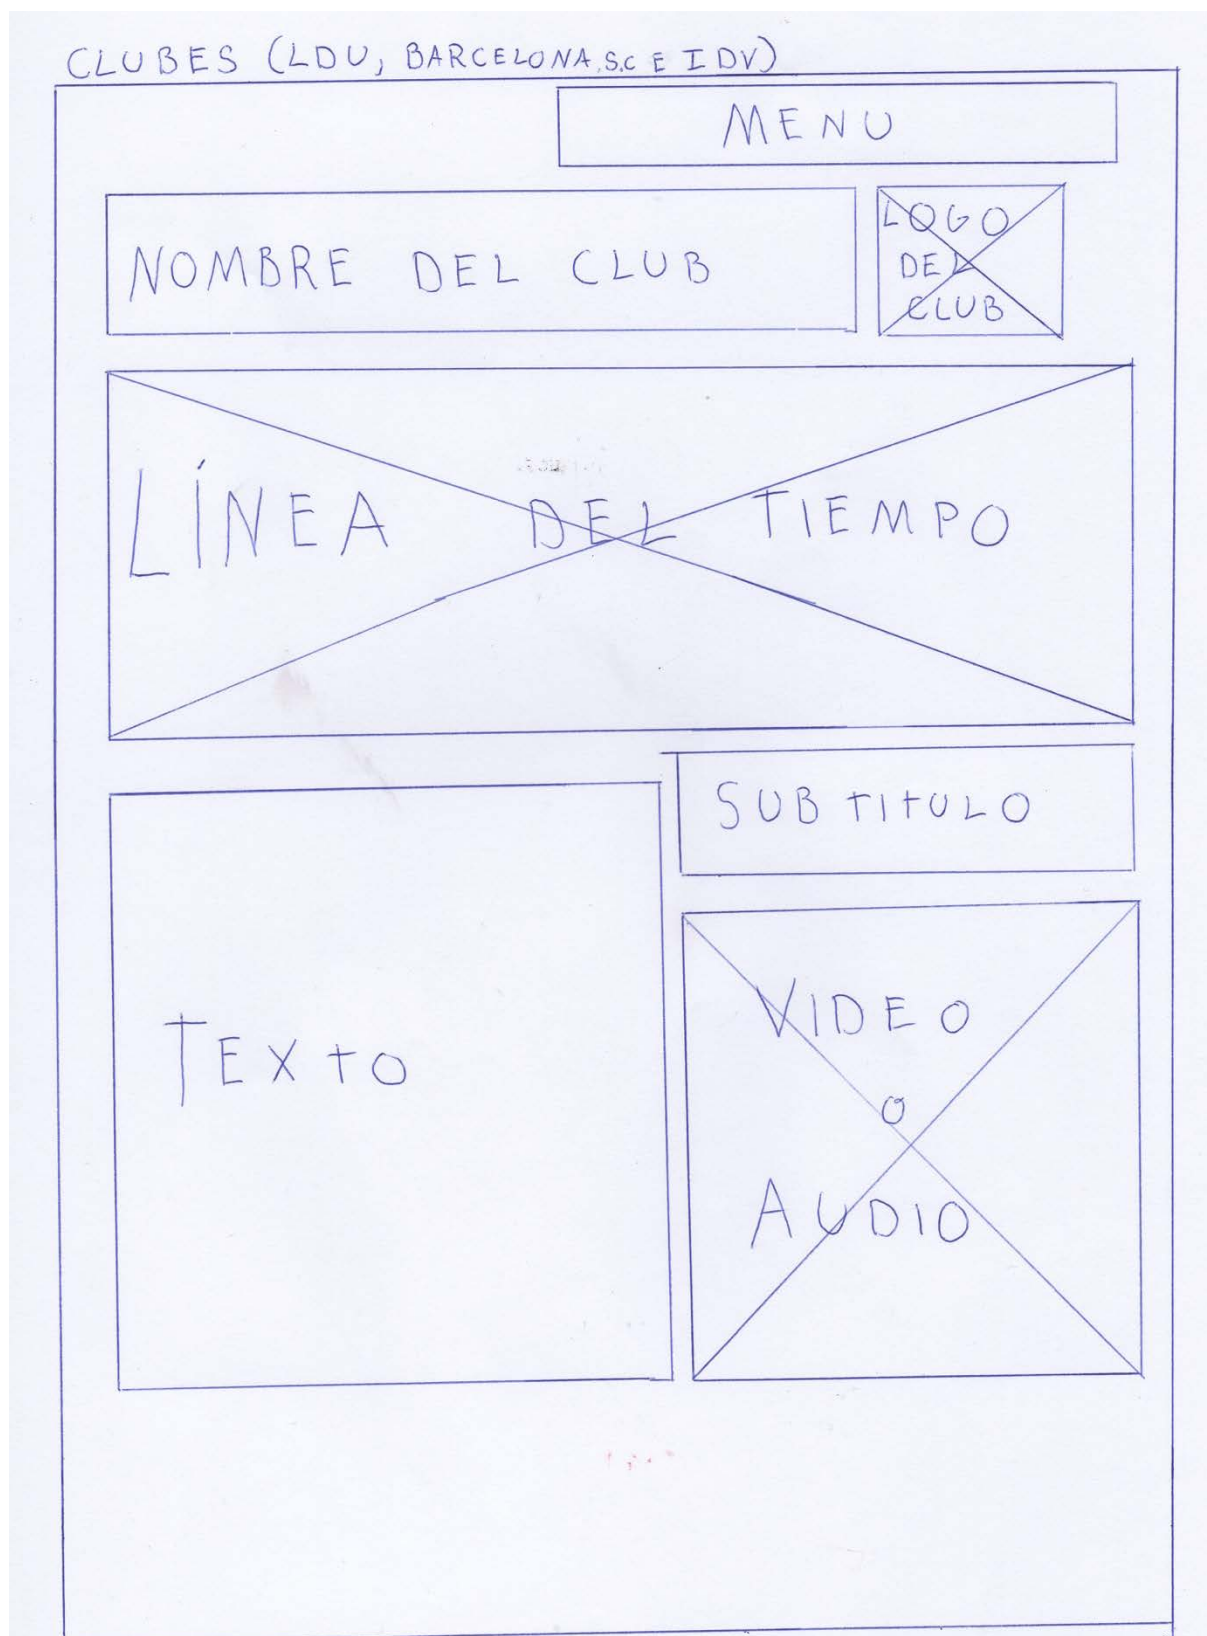 CLUBES (LDU, BARCELONA.S.C E IDV)
MENU
NOMBRE DEL CLUB
LOGO
DEL
CLUB
LÍNEA DEL TIEMPO
SUBTITULO
TEXTO
VIDEO
O
AUDIO